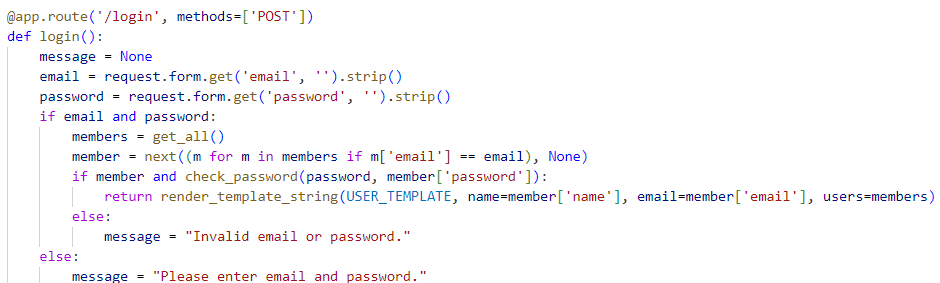 @app.route('/login', methods=['POST'])
def login():
    message = None
    email = request.form.get('email', '').strip()
    password = request.form.get('password', '').strip()
    if email and password:
        members = get_all()
        member = next((m for m in members if m['email'] == email), None)
        if member and check_password(password, member['password']):
            return render_template_string(USER_TEMPLATE, name=member['name'], email=member['email'], users=members)
        else:
            message = "Invalid email or password."
    else:
        message = "Please enter email and password."